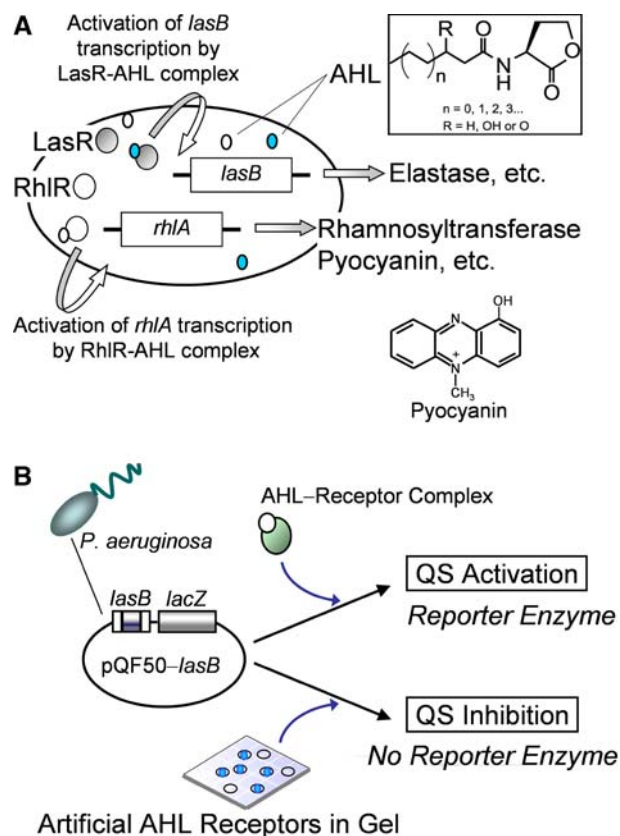 A
Activation of lasB
transcription by
LasR-AHL complex
AHL
R
O
O
N
H
O
n
n = 0, 1, 2, 3...
R = H, OH or O
LasR
RhlR
lasB
Elastase, etc.
rhlA
Rhamnosyltransferase
Pyocyanin, etc.
Activation of rhlA transcription
by RhlR-AHL complex
OH
N
N
+
CH3
Pyocyanin
B
P. aeruginosa
AHL–Receptor Complex
lasB lacZ
pQF50–lasB
QS Activation
Reporter Enzyme
QS Inhibition
No Reporter Enzyme
Artificial AHL Receptors in Gel